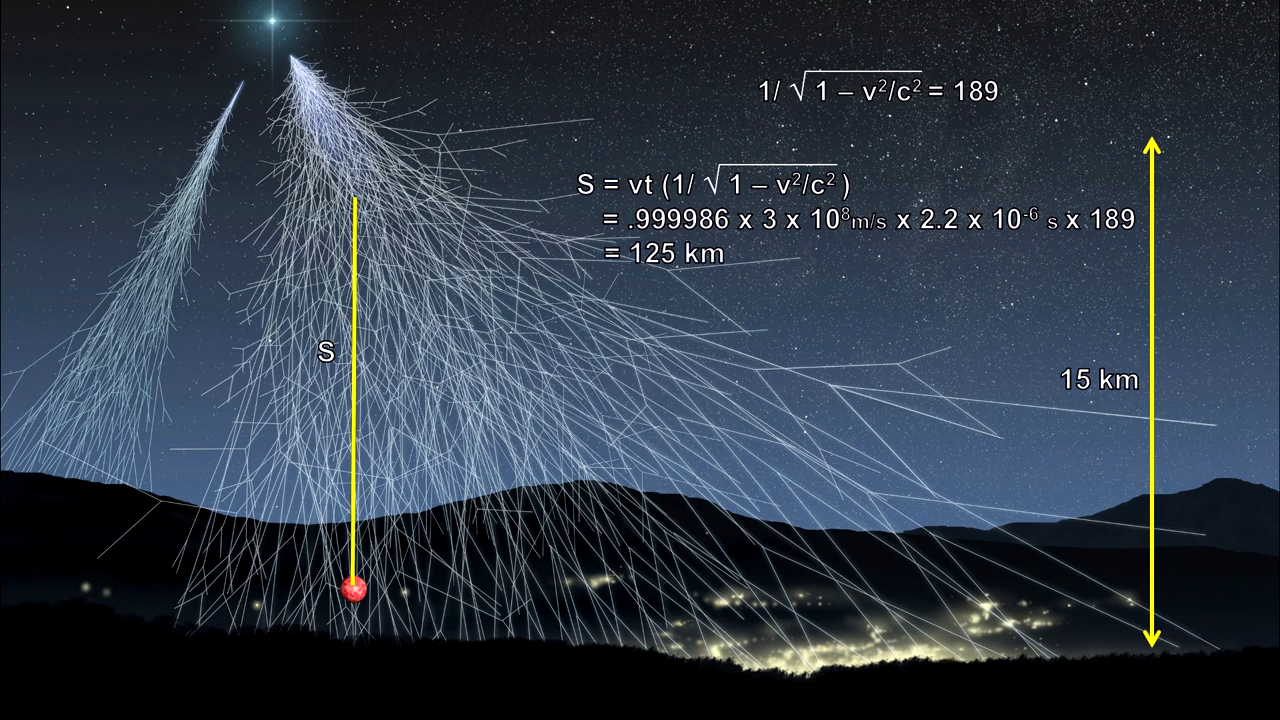 1/ √1 – v²/c² = 189
S = vt (1/ √1 – v²/c² )
= .999986 x 3 x 10⁸m/s x 2.2 x 10⁻⁶ s x 189
= 125 km
S
15 km